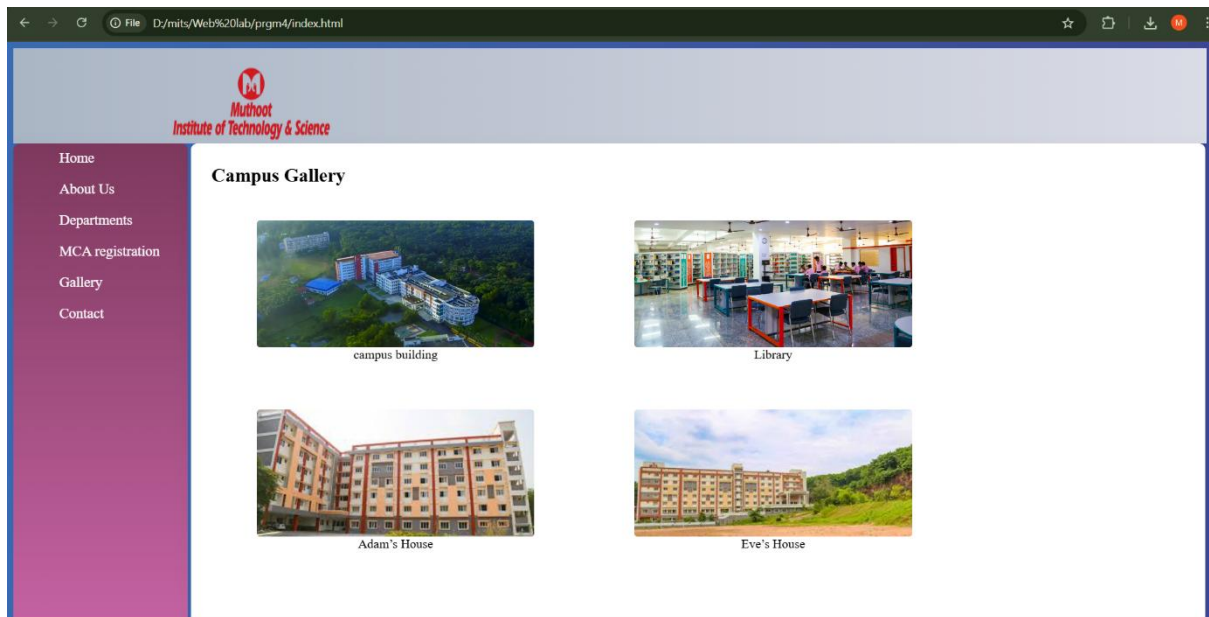 File D:/mits/Web%20lab/prgm4/index.html
M
M
Muthoot
Institute of Technology & Science
Home
About Us
Departments
MCA registration
Gallery
Contact
Campus Gallery
campus building
Library
Adam’s House
Eve’s House